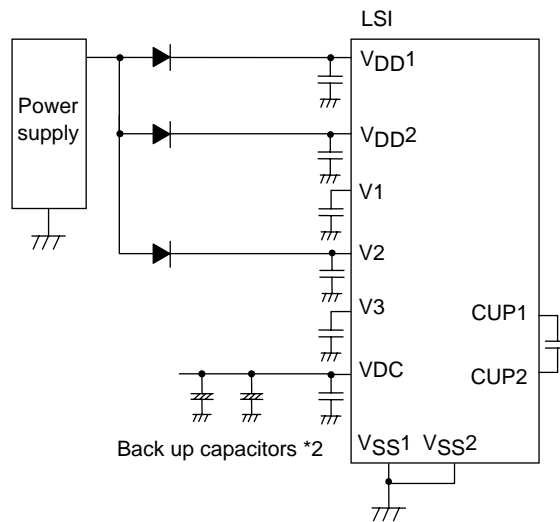 LSI
Power
supply
VDD1
VDD2
V1
V2
V3
VDC
CUP1
CUP2
Back up capacitors *2
VSS1 VSS2